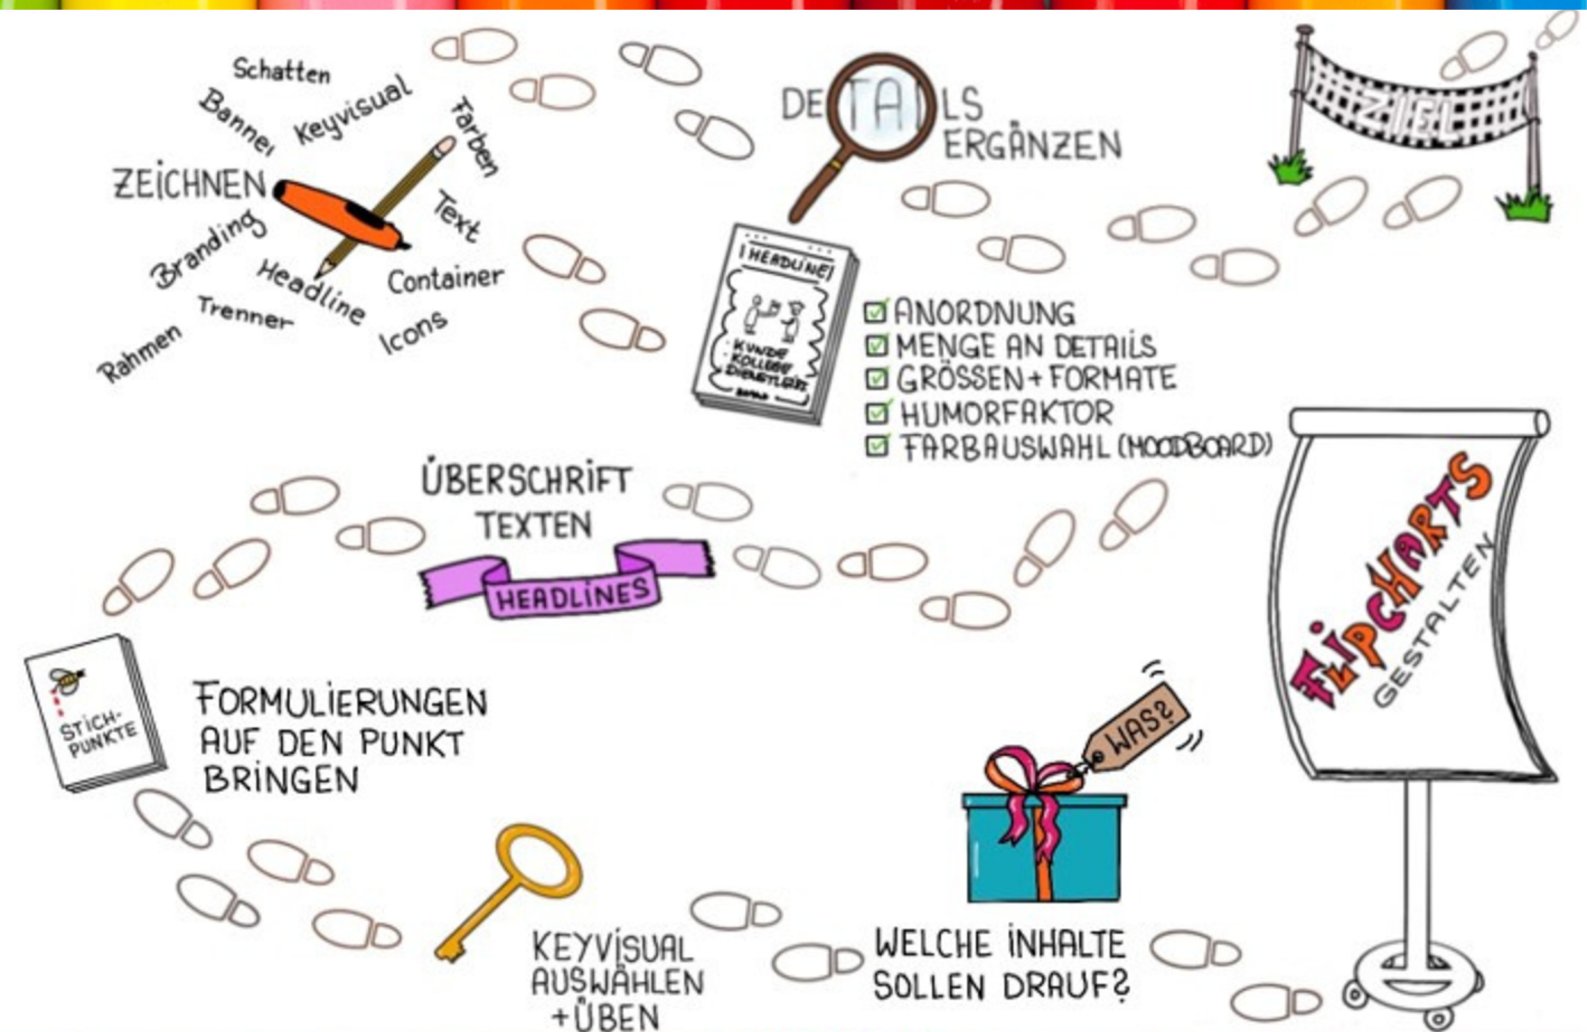 Schatten
Banner
Keyvisual
Farben
ZEICHNEN
Text
Branding
Headline
Container
Trenner
Icons
Rahmen
DETAILS
ERGÄNZEN
ZIEL
HEADLINE
KUNDE
KOLLEGE
☑ ANORDNUNG
☑ MENGE AN DETAILS
☑ GRÖSSEN + FORMATE
☑ HUMORFAKTOR
☑ FARBAUSWAHL (MOODBOARD)
ÜBERSCHRIFT
TEXTEN
HEADLINES
FLIPCHARTS
GESTALTEN
STICH-
PUNKTE
FORMULIERUNGEN
AUF DEN PUNKT
BRINGEN
WAS?
KEYVISUAL
AUSWÄHLEN
+ ÜBEN
WELCHE INHALTE
SOLLEN DRAUF?